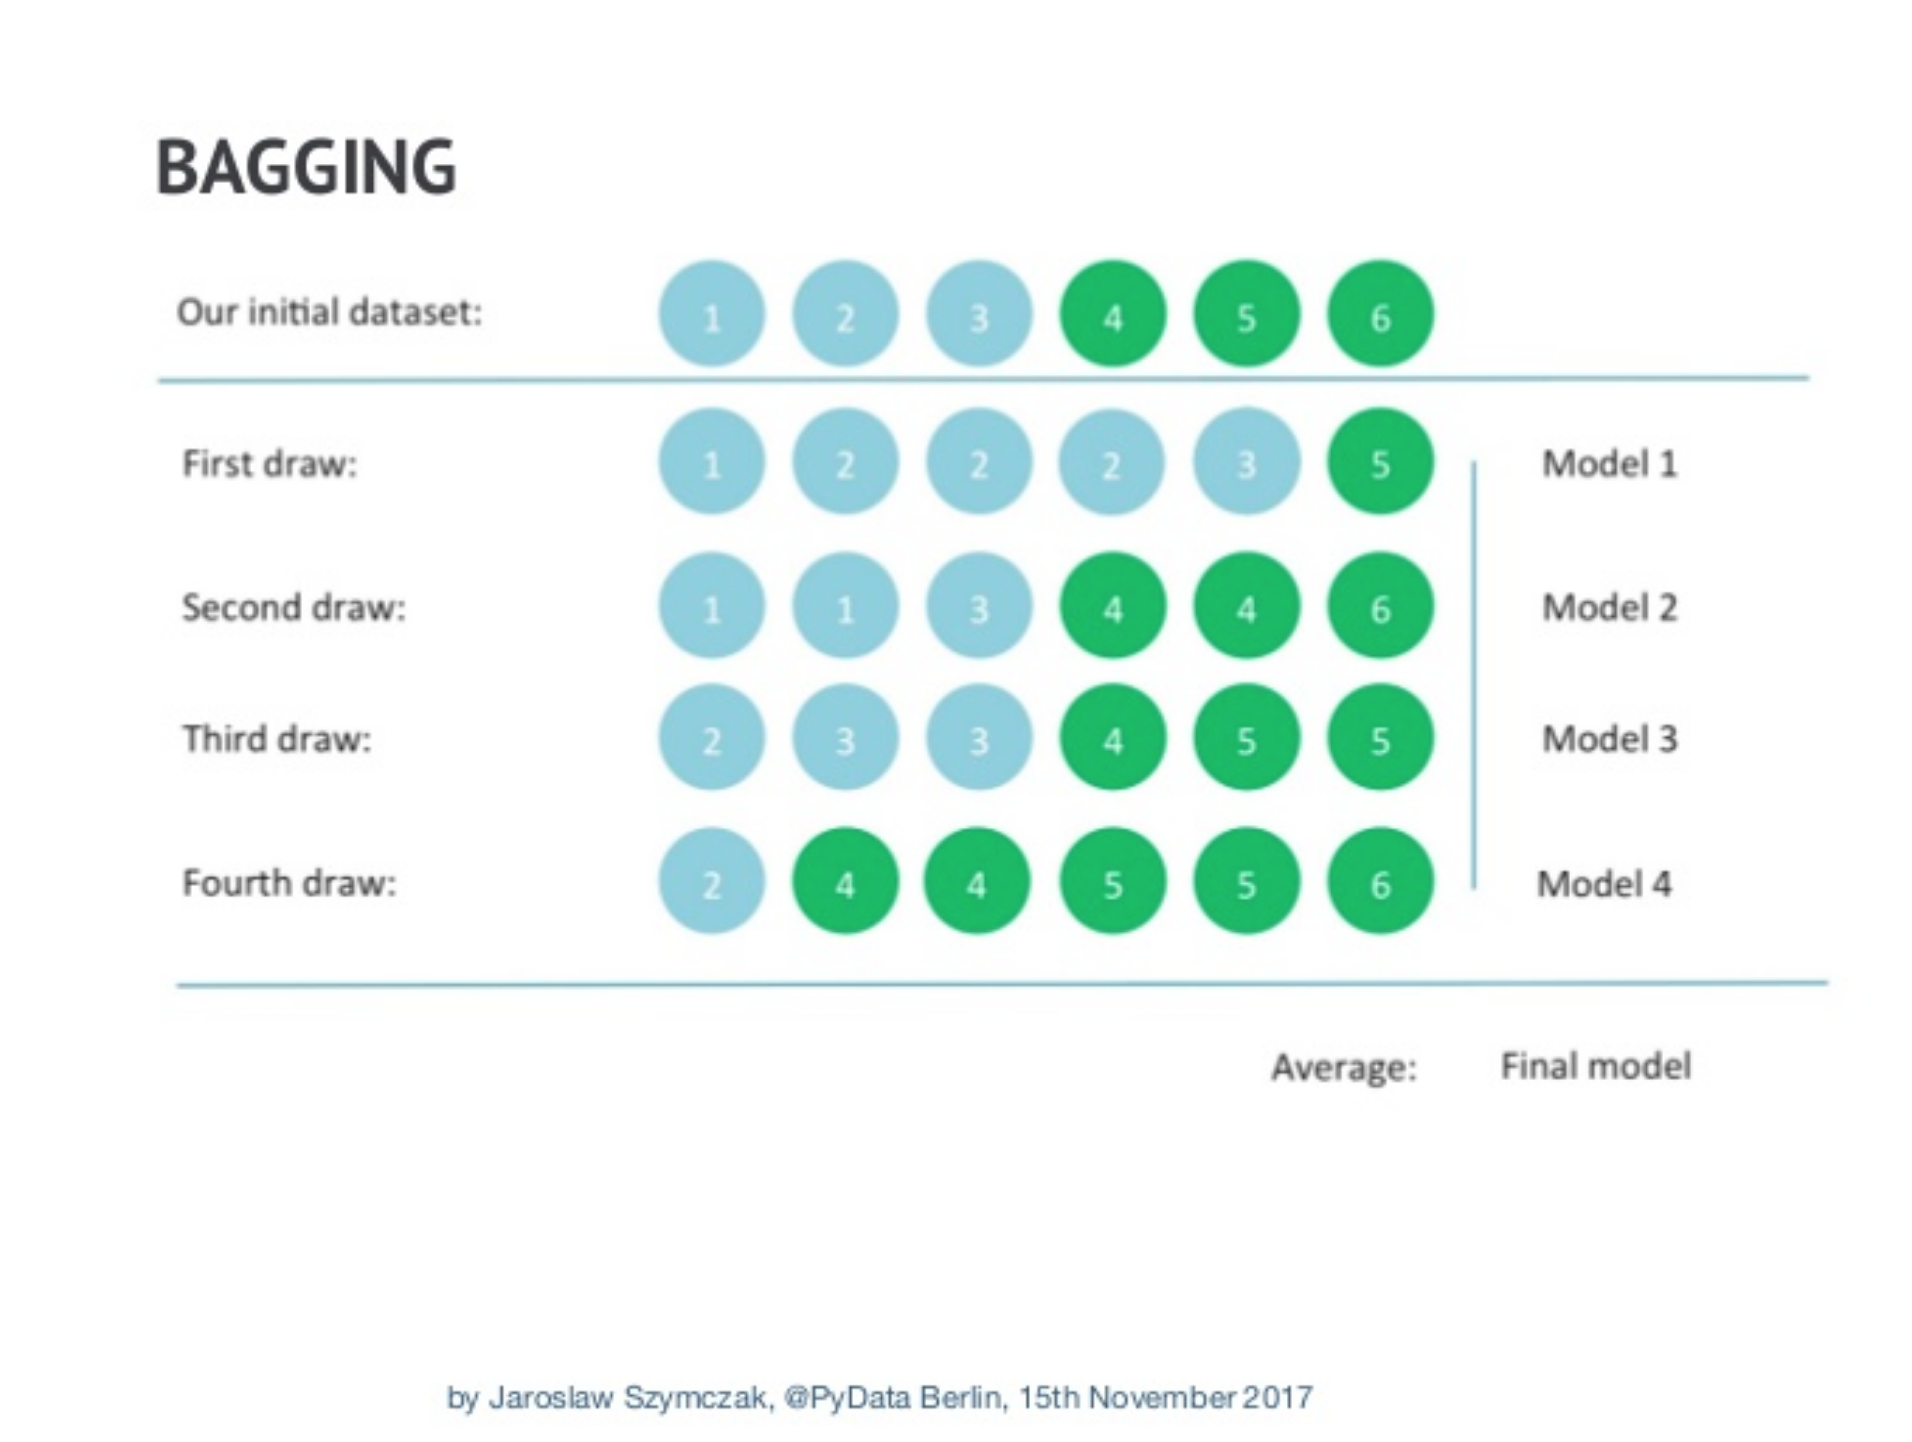 BAGGING
Our initial dataset: 1 2 3 4 5 6
First draw: 1 2 2 2 3 5 Model 1
Second draw: 1 1 3 4 4 6 Model 2
Third draw: 2 3 3 4 5 5 Model 3
Fourth draw: 2 4 4 5 5 6 Model 4
Average: Final model
by Jaroslaw Szymczak, @PyData Berlin, 15th November 2017